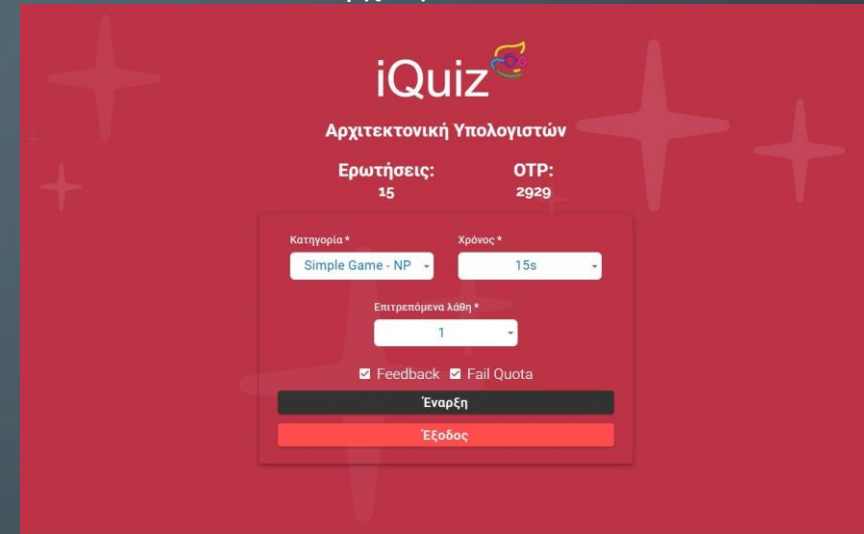 iQuiz
Αρχιτεκτονική Υπολογιστών
Ερωτήσεις: OTP:
15 2929
Κατηγορία * Χρόνος *
Simple Game - NP 15s
Επιτρεπόμενα λάθη *
1
Feedback Fail Quota
Έναρξη
Έξοδος